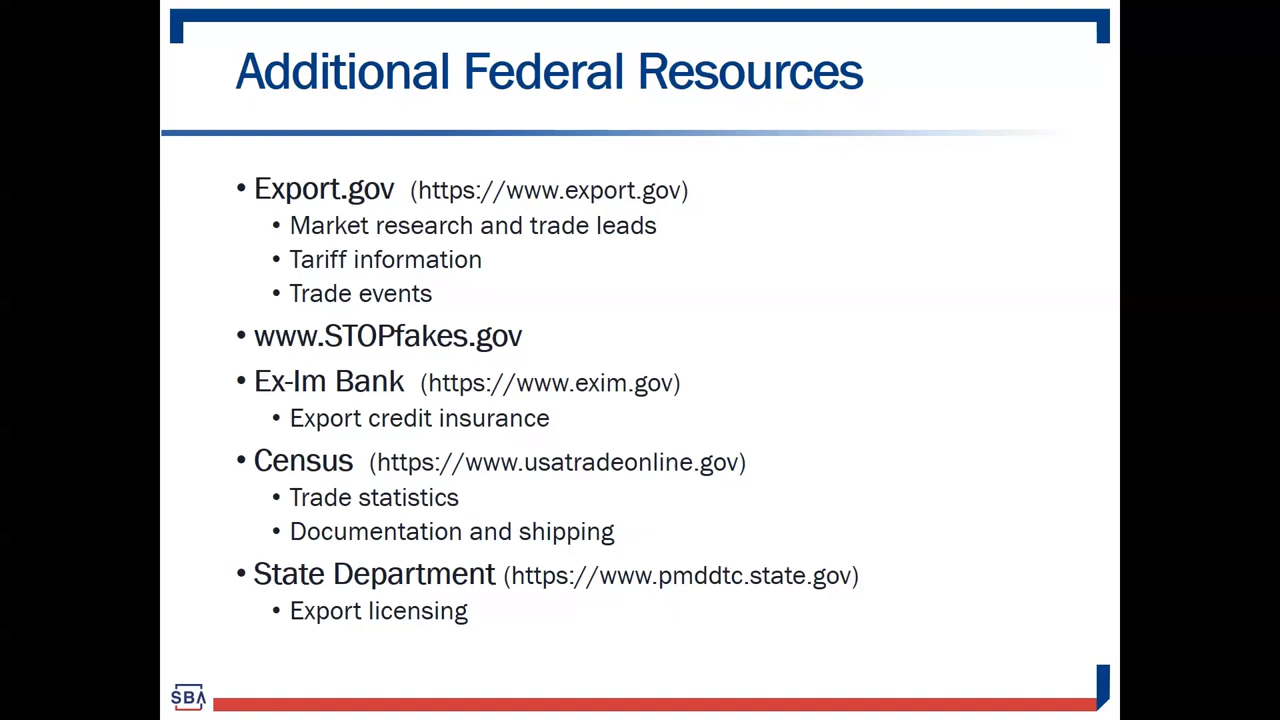 Additional Federal Resources
• Export.gov (https://www.export.gov)
• Market research and trade leads
• Tariff information
• Trade events
• www.STOPfakes.gov
• Ex-Im Bank (https://www.exim.gov)
• Export credit insurance
• Census (https://www.usatradeonline.gov)
• Trade statistics
• Documentation and shipping
• State Department (https://www.pmddtc.state.gov)
• Export licensing
SBA